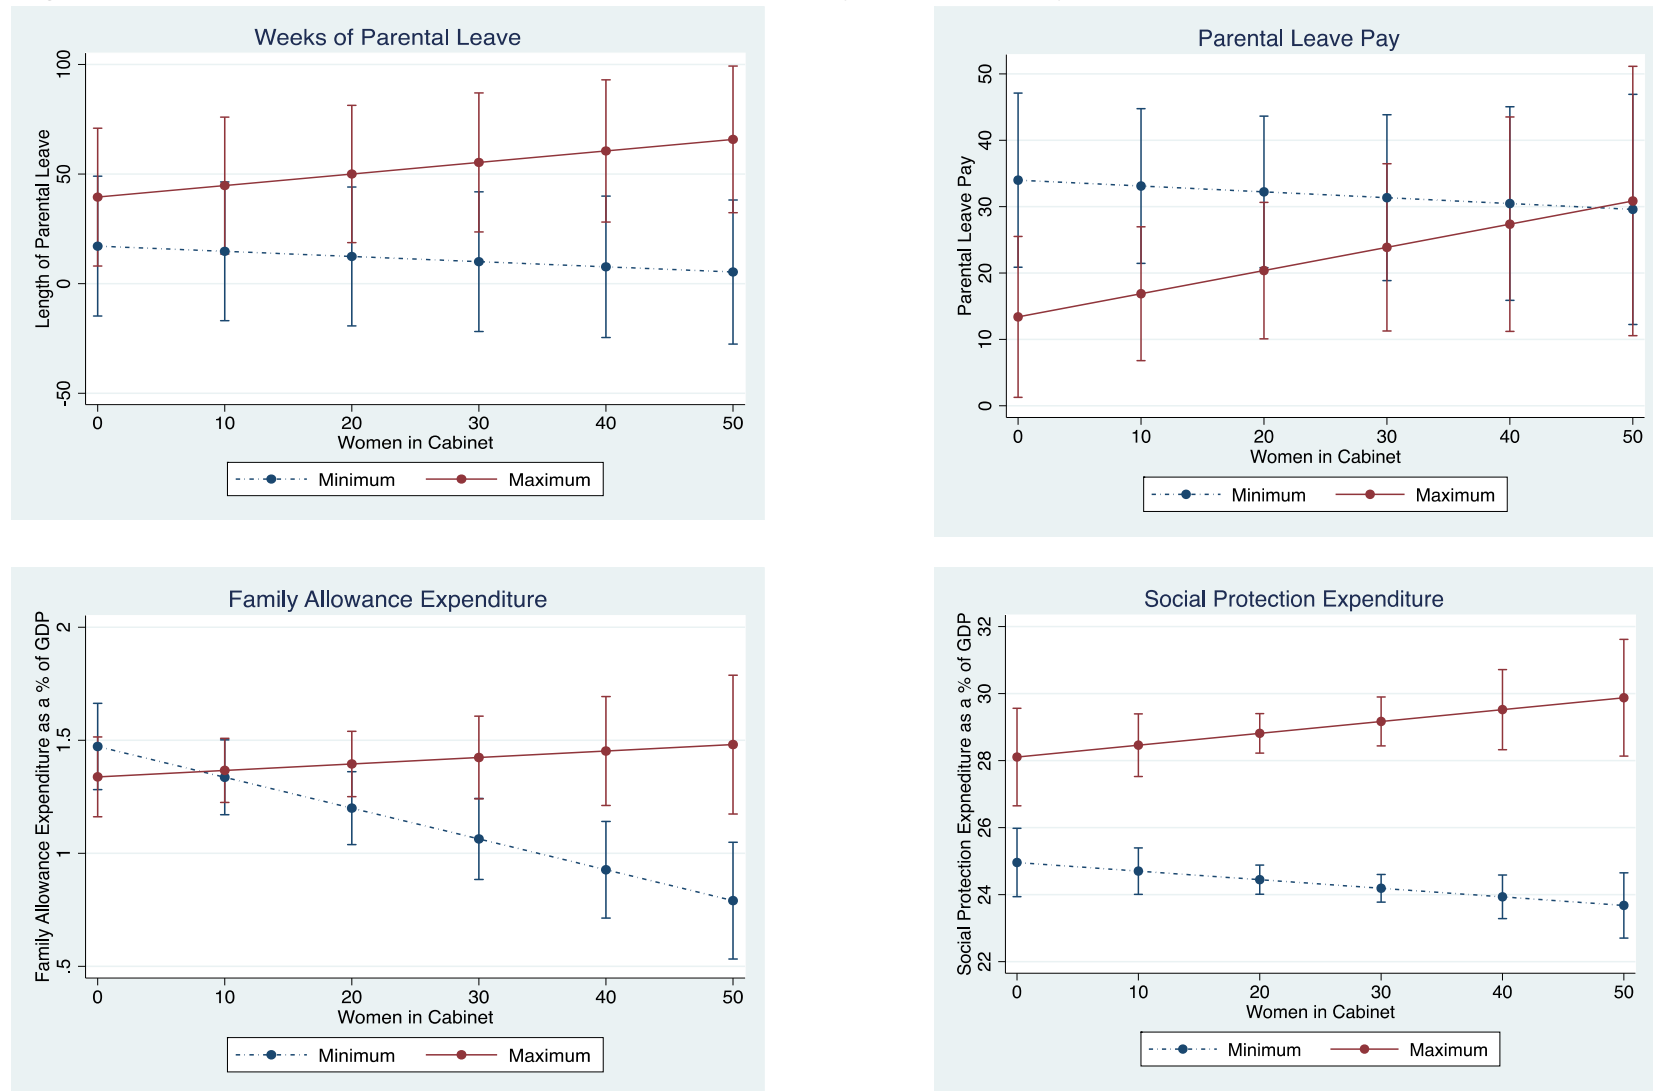 Weeks of Parental Leave
Length of Parental Leave
100
50
0
-50
0 10 20 30 40 50
Women in Cabinet
Minimum Maximum
Parental Leave Pay
Parental Leave Pay
50
40
30
20
10
0
0 10 20 30 40 50
Women in Cabinet
Minimum Maximum
Family Allowance Expenditure
Family Allowance Expenditure as a % of GDP
2
1.5
1
.5
0 10 20 30 40 50
Women in Cabinet
Minimum Maximum
Social Protection Expenditure
Social Protection Expnediture as a % of GDP
32
30
28
26
24
22
0 10 20 30 40 50
Women in Cabinet
Minimum Maximum